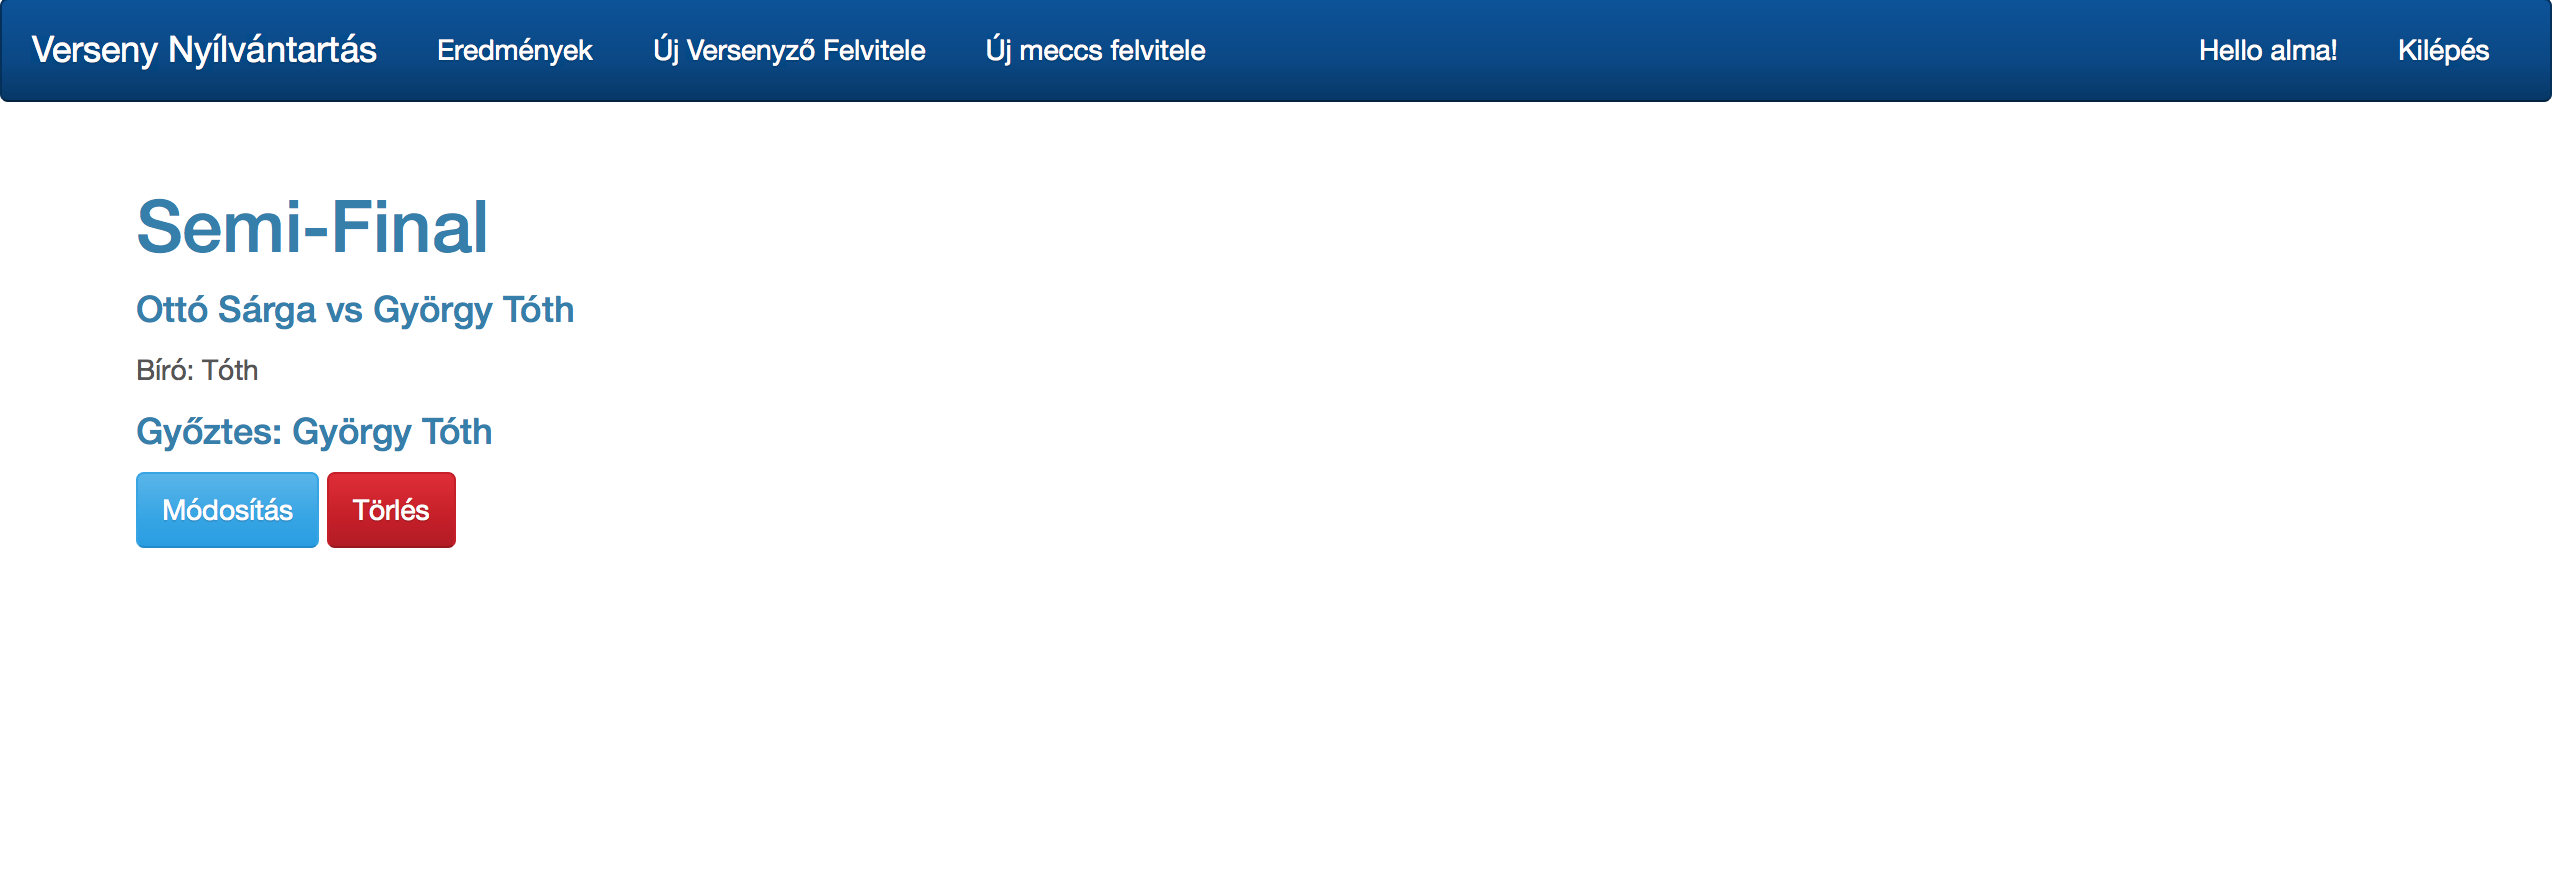 Verseny Nyílvántartás Eredmények Új Versenyző Felvitele Új meccs felvitele Hello alma! Kilépés
Semi-Final
Ottó Sárga vs György Tóth
Bíró: Tóth
Győztes: György Tóth
Módosítás Törlés